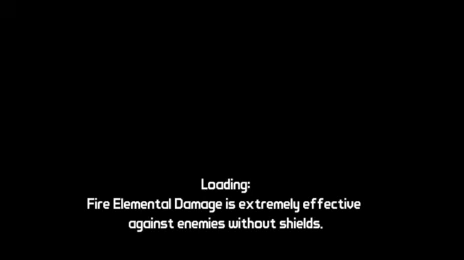 Loading:
Fire Elemental Damage is extremely effective
against enemies without shields.